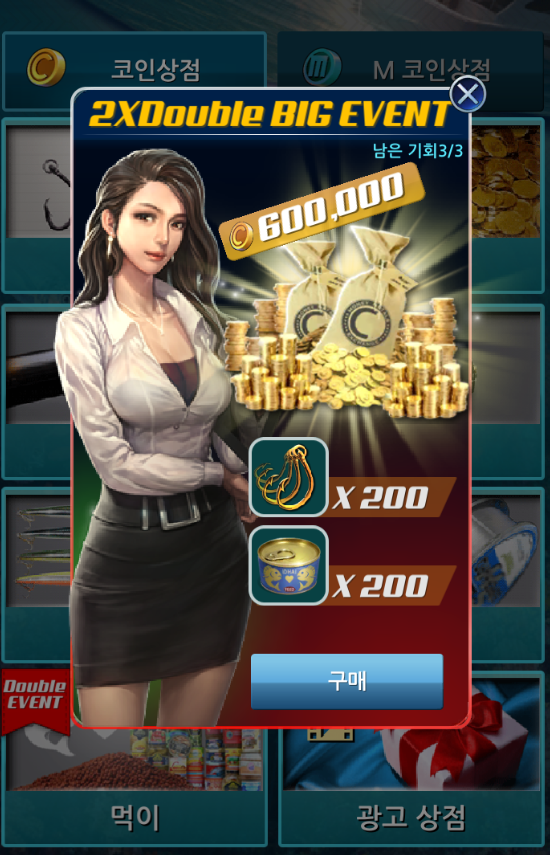 코인상점
M 코인상점
2XDouble BIG EVENT
남은 기회3/3
600,000
X 200
X 200
구매
Double
EVENT
먹이
광고 상점